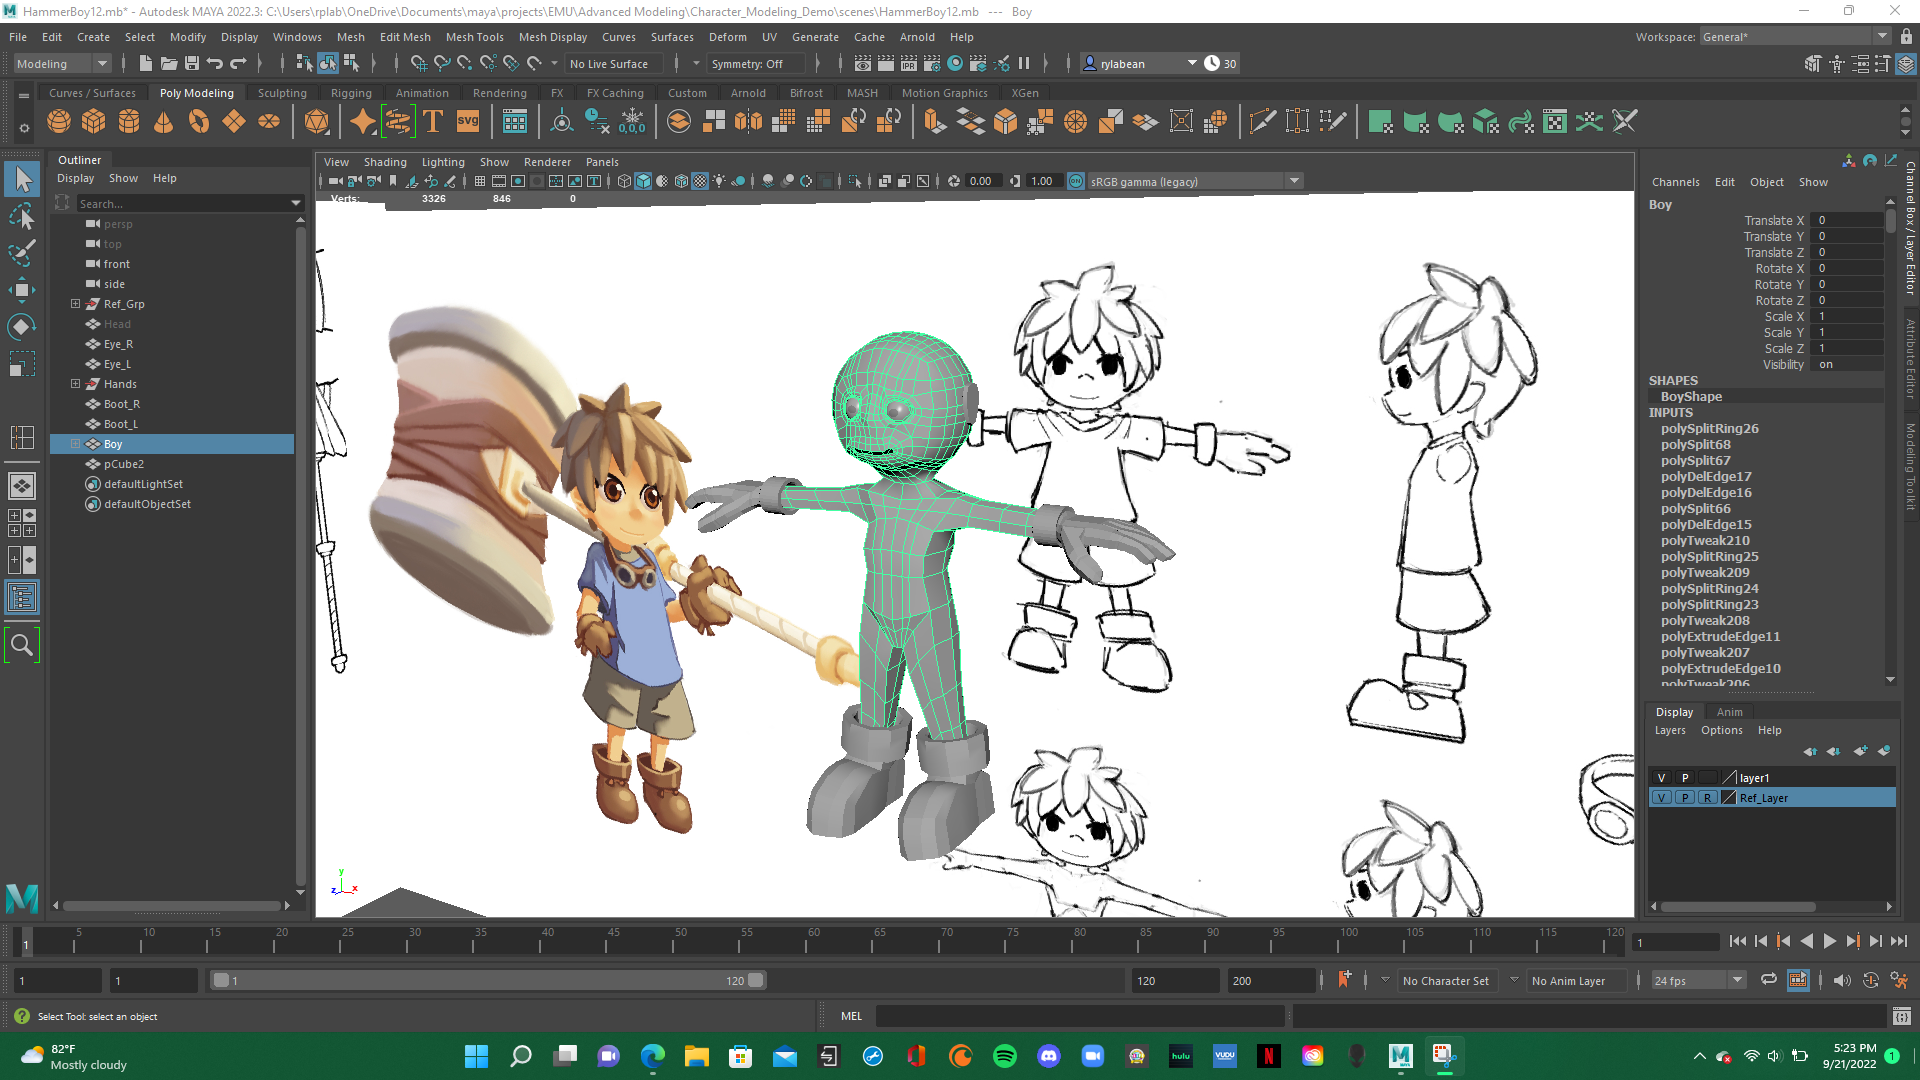 HammerBoy12.mb* - Autodesk MAYA 2022.3: C:\Users\rplab\OneDrive\Documents\maya\projects\EMU\Advanced Modeling\Character_Modeling_Demo\scenes\HammerBoy12.mb --- Boy
File Edit Create Select Modify Display Windows Mesh Edit Mesh Mesh Tools Mesh Display Curves Surfaces Deform UV Generate Cache Arnold Help
Workspace: General*
Modeling
No Live Surface
Symmetry: Off
IPR
rylabean
30
Curves / Surfaces Poly Modeling Sculpting Rigging Animation Rendering FX FX Caching Custom Arnold Bifrost MASH Motion Graphics XGen
T
SVG
0,0,0
Outliner
Display Show Help
Search...
persp
top
front
side
Ref_Grp
Head
Eye_R
Eye_L
Hands
Boot_R
Boot_L
Boy
pCube2
defaultLightSet
defaultObjectSet
View Shading Lighting Show Renderer Panels
0.00
1.00
ON
sRGB gamma (legacy)
Verts: 3326 846 0
y
z
x
Channels Edit Object Show
Boy
Translate X 0
Translate Y 0
Translate Z 0
Rotate X 0
Rotate Y 0
Rotate Z 0
Scale X 1
Scale Y 1
Scale Z 1
Visibility on
SHAPES
BoyShape
INPUTS
polySplitRing26
polySplit68
polySplit67
polyDelEdge17
polyDelEdge16
polySplit66
polyDelEdge15
polyTweak210
polySplitRing25
polyTweak209
polySplitRing24
polySplitRing23
polyTweak208
polyExtrudeEdge11
polyTweak207
polyExtrudeEdge10
polyTweak206
Channel Box / Layer Editor
Attribute Editor
Modeling Toolkit
Display Anim
Layers Options Help
V P layer1
V P R Ref_Layer
M
1 5 10 15 20 25 30 35 40 45 50 55 60 65 70 75 80 85 90 95 100 105 110 115 120
1
1
1
1
120
120
200
No Character Set
No Anim Layer
24 fps
Select Tool: select an object
MEL
82°F
Mostly cloudy
hulu
VUDU
N
5:23 PM
9/21/2022
1